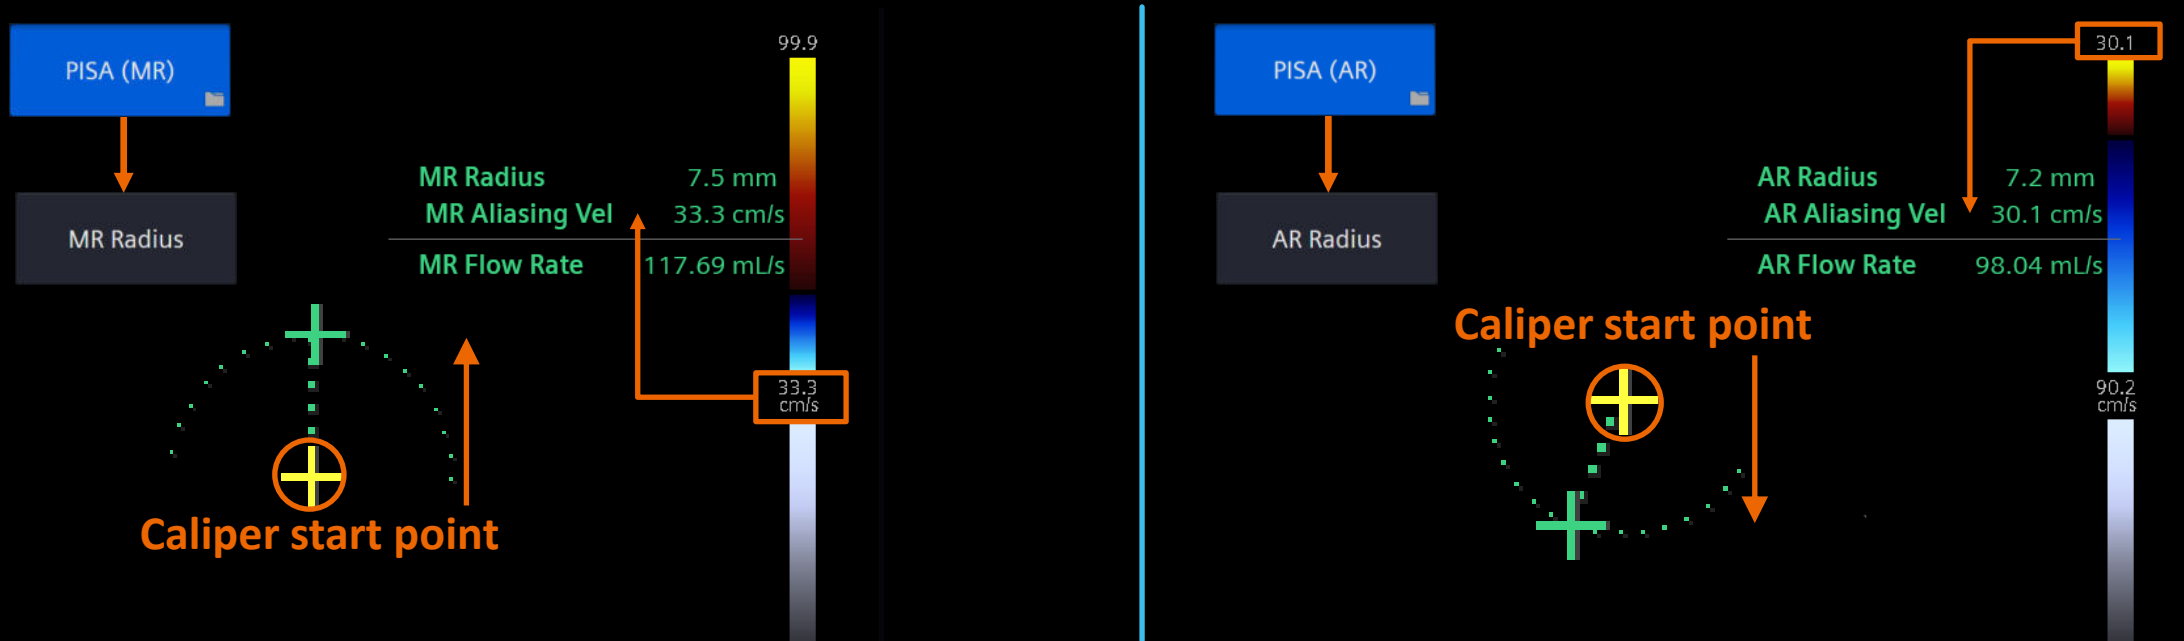 PISA (MR)
MR Radius
99.9
MR Radius 7.5 mm
MR Aliasing Vel 33.3 cm/s
MR Flow Rate 117.69 mL/s
33.3
cm/s
Caliper start point
PISA (AR)
AR Radius
30.1
AR Radius 7.2 mm
AR Aliasing Vel 30.1 cm/s
AR Flow Rate 98.04 mL/s
Caliper start point
90.2
cm/s